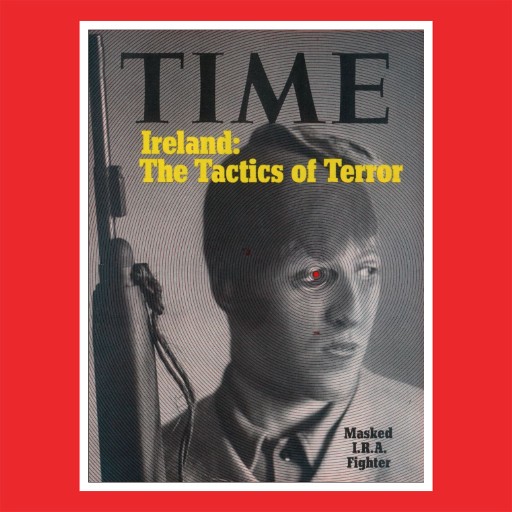 TIME
Ireland:
The Tactics of Terror
Masked
I.R.A.
Fighter